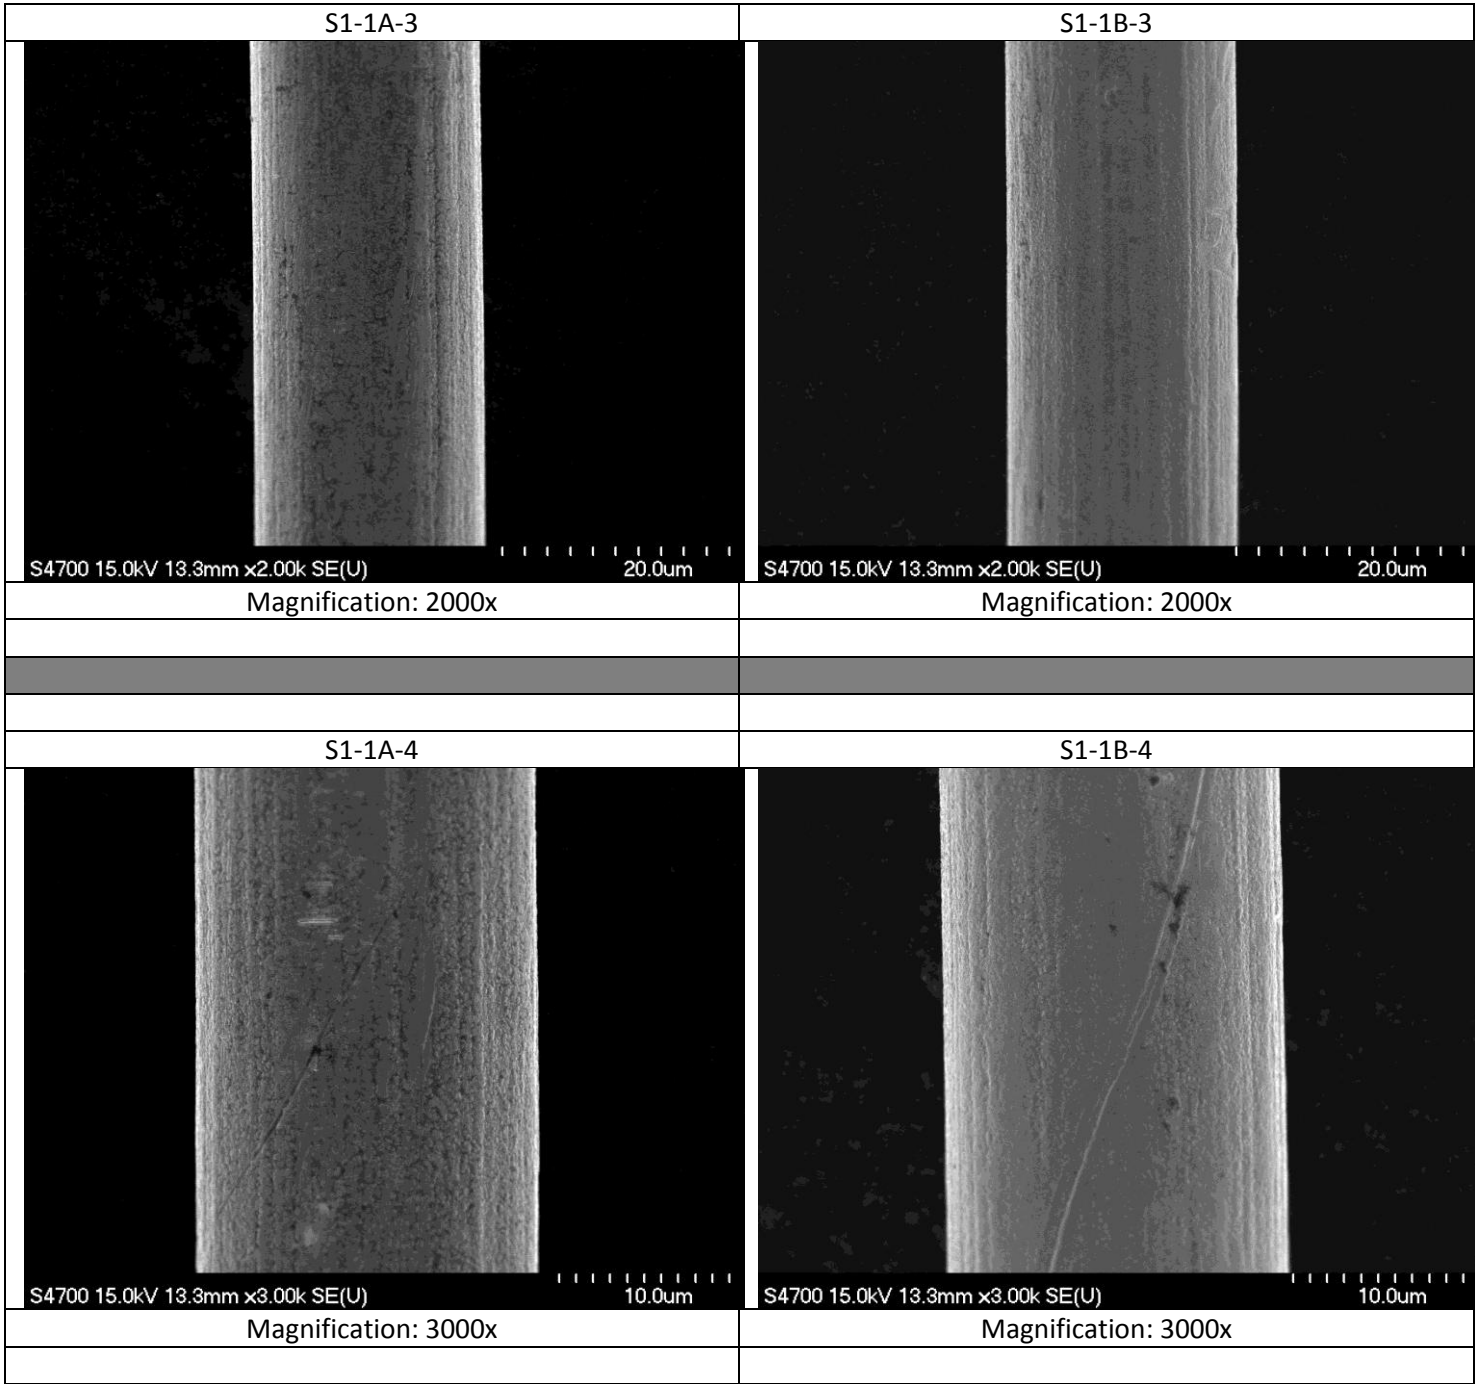 S1-1A-3
S1-1B-3
S4700 15.0kV 13.3mm x2.00k SE(U)
20.0um
S4700 15.0kV 13.3mm x2.00k SE(U)
20.0um
Magnification: 2000x
Magnification: 2000x
S1-1A-4
S1-1B-4
S4700 15.0kV 13.3mm x3.00k SE(U)
10.0um
S4700 15.0kV 13.3mm x3.00k SE(U)
10.0um
Magnification: 3000x
Magnification: 3000x